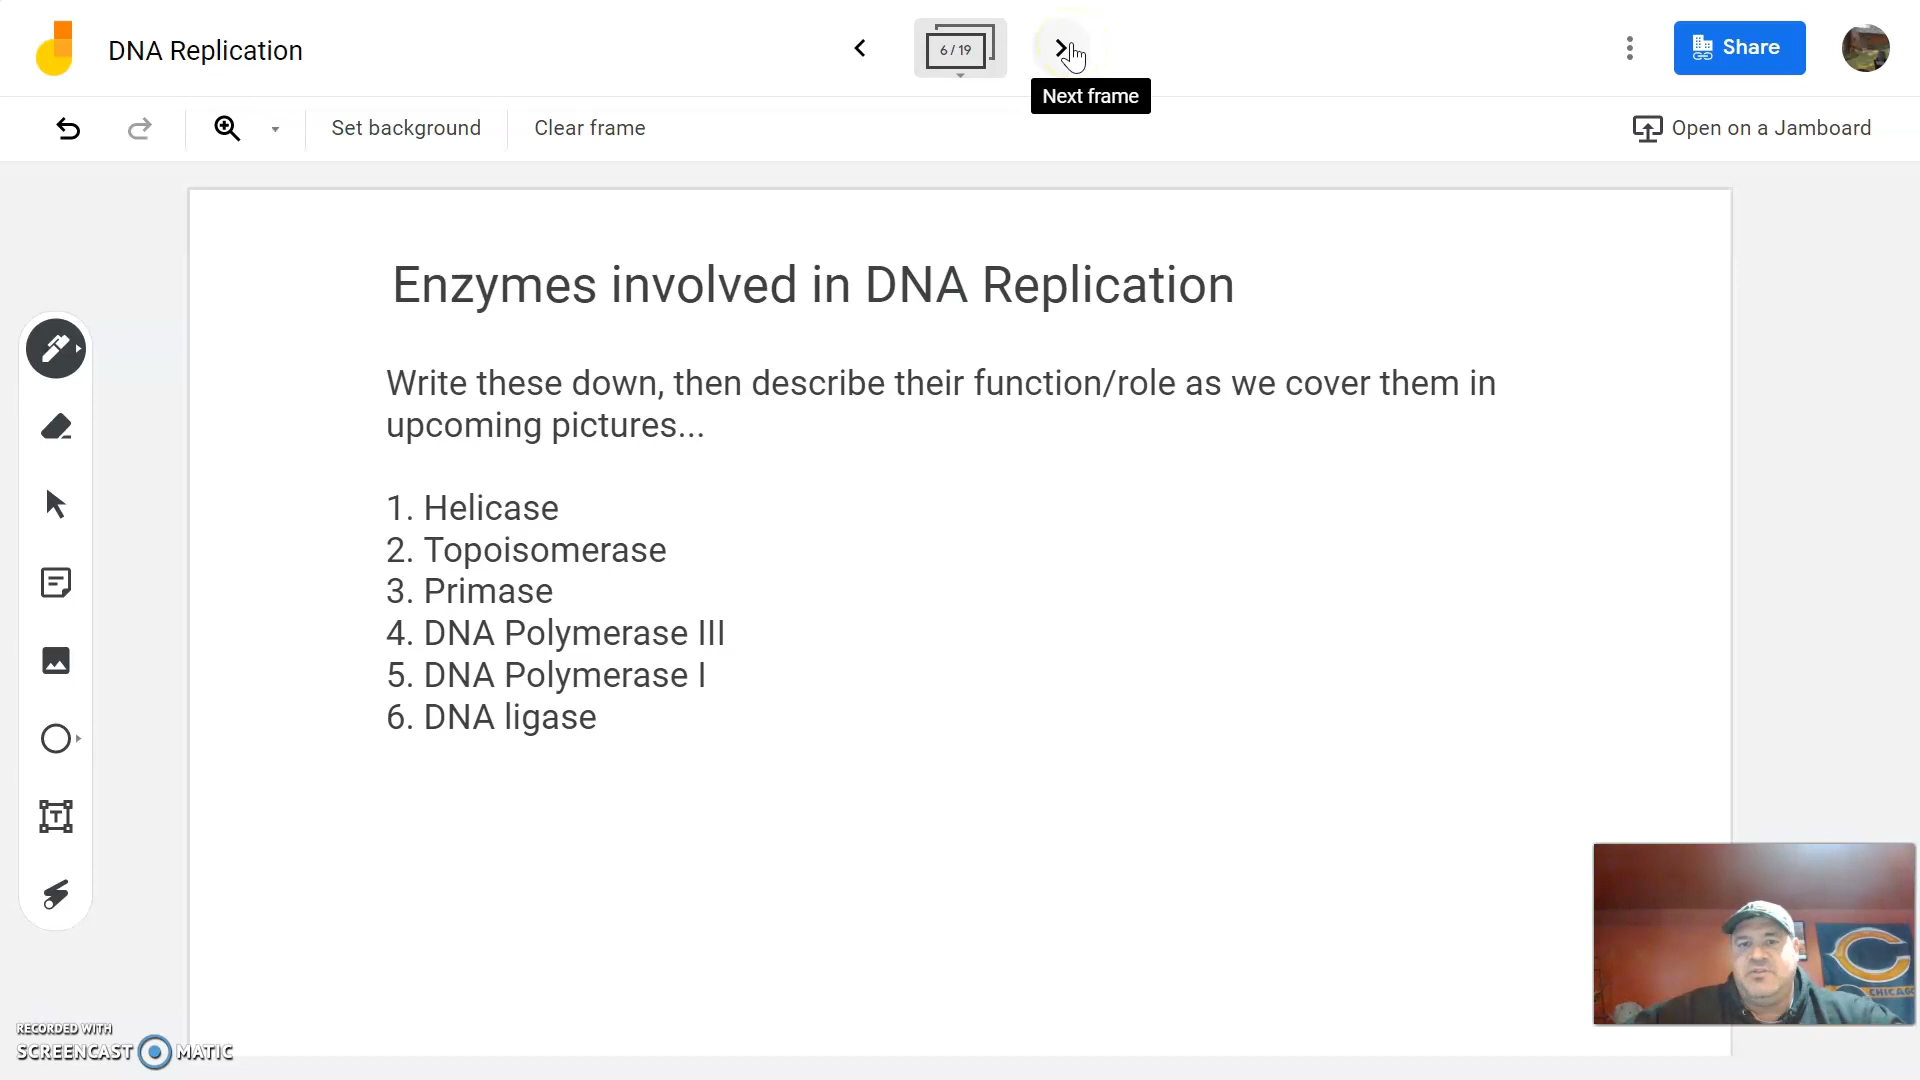 DNA Replication
6 / 19
Share
Next frame
Set background
Clear frame
Open on a Jamboard
Enzymes involved in DNA Replication
Write these down, then describe their function/role as we cover them in
upcoming pictures...
1. Helicase
2. Topoisomerase
3. Primase
4. DNA Polymerase III
5. DNA Polymerase I
6. DNA ligase
T
CHICAGO
RECORDED WITH
SCREENCAST MATIC